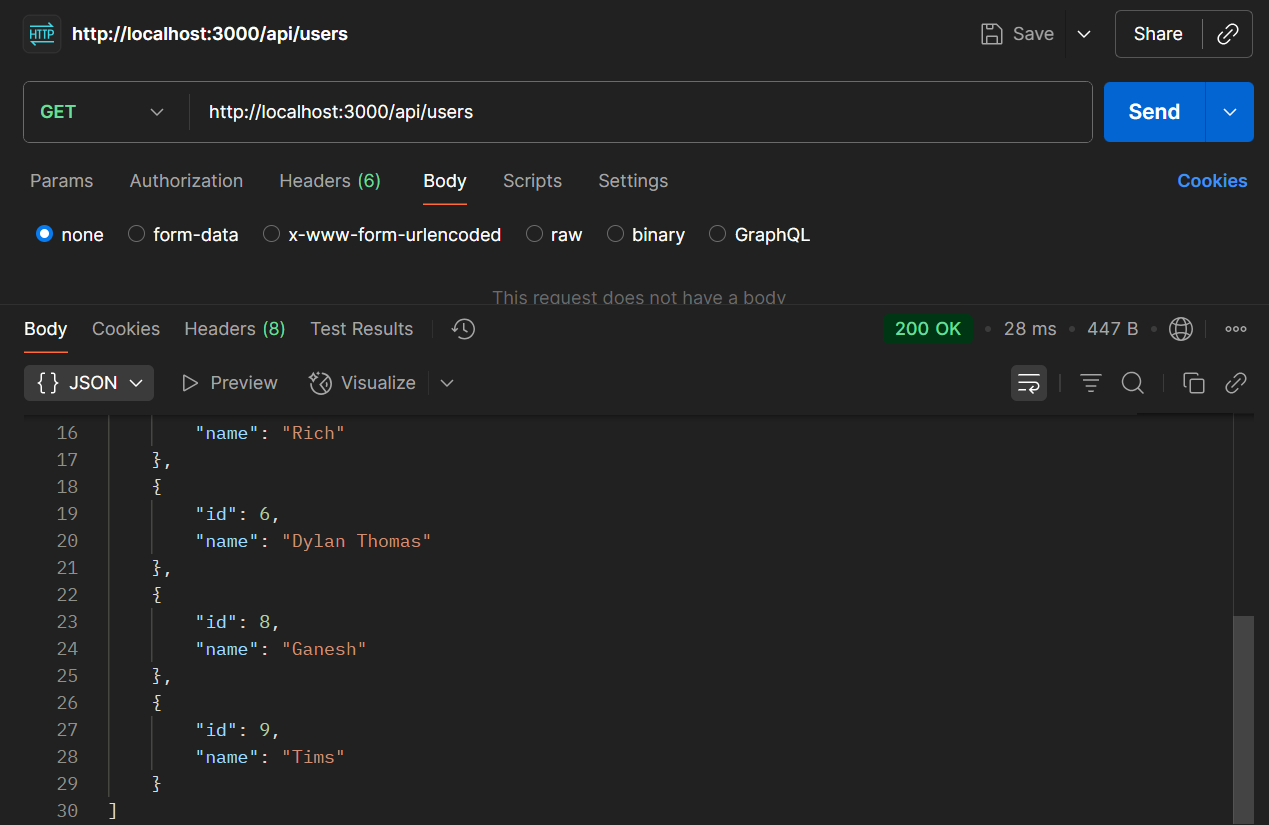 HTTP http://localhost:3000/api/users Save Share
GET http://localhost:3000/api/users Send
Params Authorization Headers (6) Body Scripts Settings Cookies
none form-data x-www-form-urlencoded raw binary GraphQL
This request does not have a body
Body Cookies Headers (8) Test Results 200 OK 28 ms 447 B
{} JSON Preview Visualize
16 "name": "Rich"
17 },
18 {
19 "id": 6,
20 "name": "Dylan Thomas"
21 },
22 {
23 "id": 8,
24 "name": "Ganesh"
25 },
26 {
27 "id": 9,
28 "name": "Tims"
29 }
30 ]